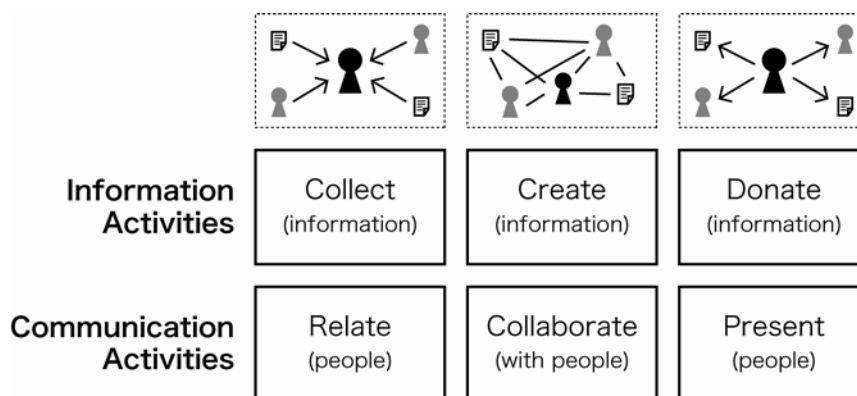 Information
Activities
Collect
(information)
Create
(information)
Donate
(information)
Communication
Activities
Relate
(people)
Collaborate
(with people)
Present
(people)